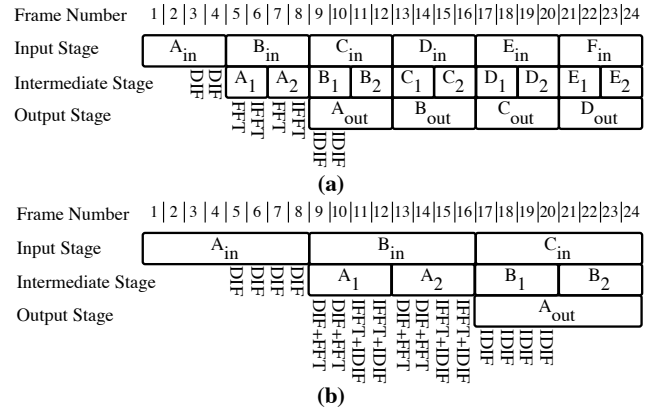 Frame Number 1 2 3 4 5 6 7 8 9 10 11 12 13 14 15 16 17 18 19 20 21 22 23 24
Input Stage A_in B_in C_in D_in E_in F_in
Intermediate Stage DIF DIF A_1 A_2 B_1 B_2 C_1 C_2 D_1 D_2 E_1 E_2
Output Stage FFT IFFT FFT IFFT A_out B_out C_out D_out
IDIF IDIF
(a)
Frame Number 1 2 3 4 5 6 7 8 9 10 11 12 13 14 15 16 17 18 19 20 21 22 23 24
Input Stage A_in B_in C_in
Intermediate Stage DIF DIF DIF DIF A_1 A_2 B_1 B_2
Output Stage A_out
DIF+FFT DIF+FFT IFFT+IDIF IFFT+IDIF DIF+FFT DIF+FFT IFFT+IDIF IFFT+IDIF IDIF IDIF IDIF IDIF
(b)